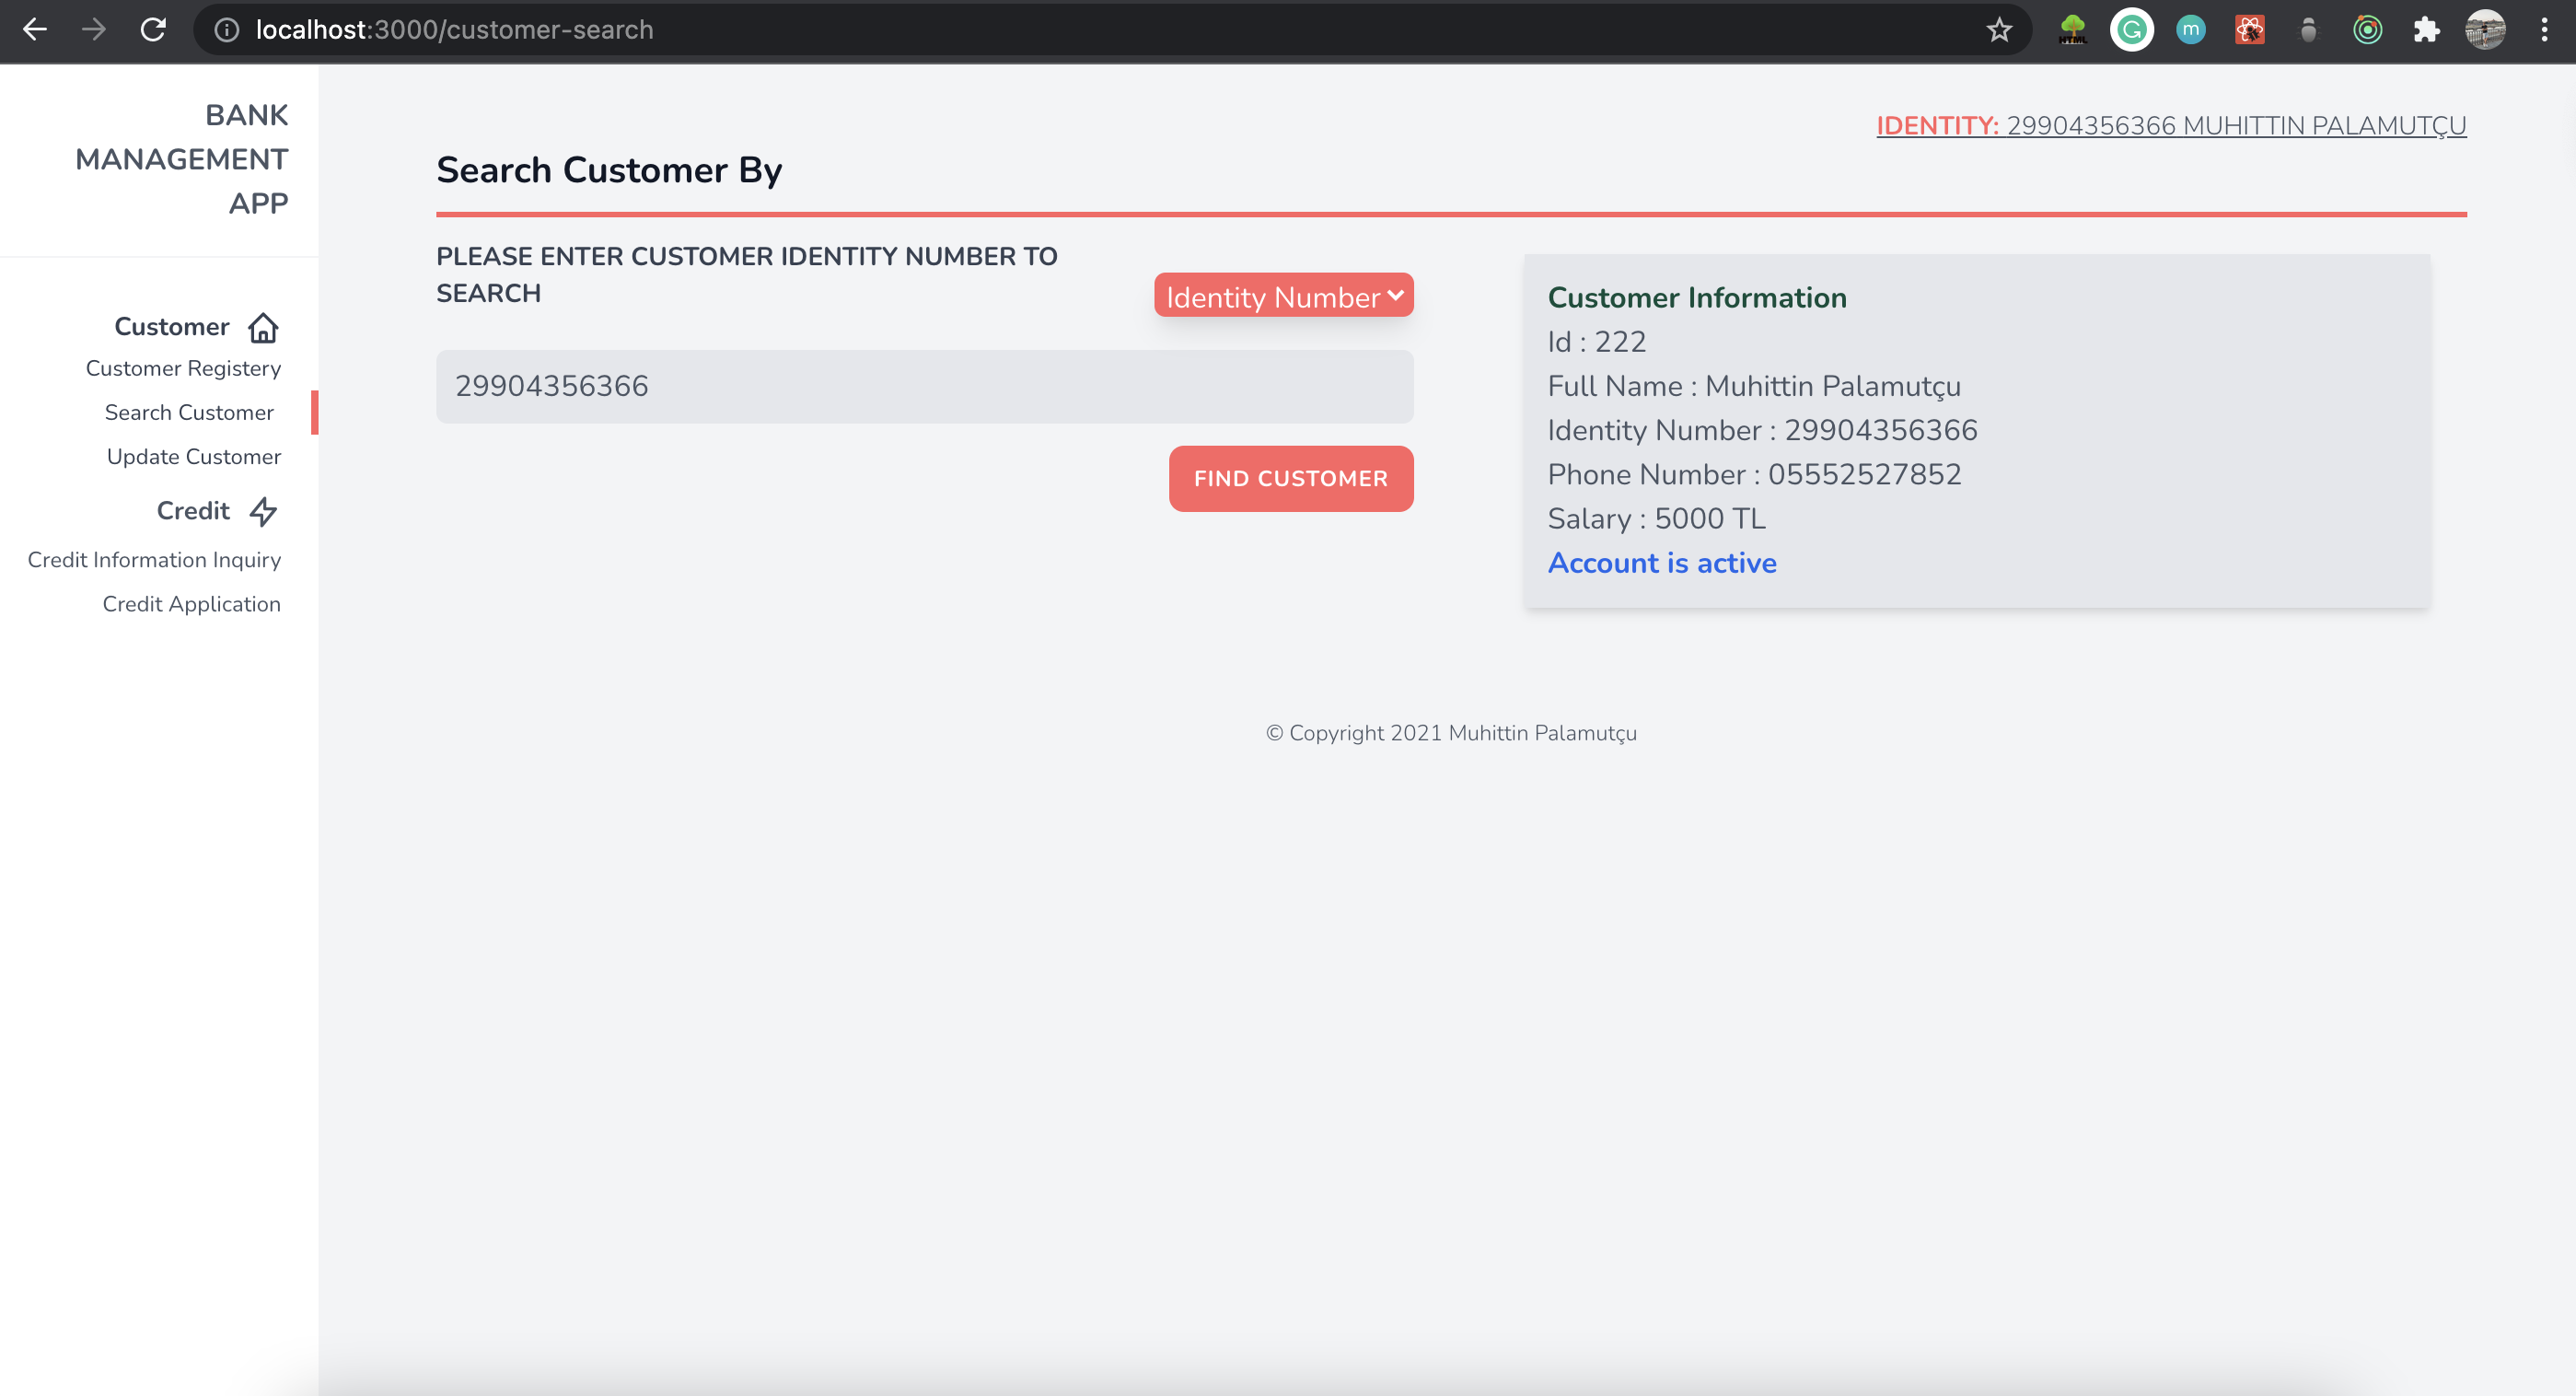 localhost:3000/customer-search
HTML
m
BANK
MANAGEMENT
APP
Customer
Customer Registery
Search Customer
Update Customer
Credit
Credit Information Inquiry
Credit Application
IDENTITY: 29904356366 MUHITTIN PALAMUTÇU
Search Customer By
PLEASE ENTER CUSTOMER IDENTITY NUMBER TO
SEARCH
Identity Number
29904356366
FIND CUSTOMER
Customer Information
Id : 222
Full Name : Muhittin Palamutçu
Identity Number : 29904356366
Phone Number : 05552527852
Salary : 5000 TL
Account is active
© Copyright 2021 Muhittin Palamutçu